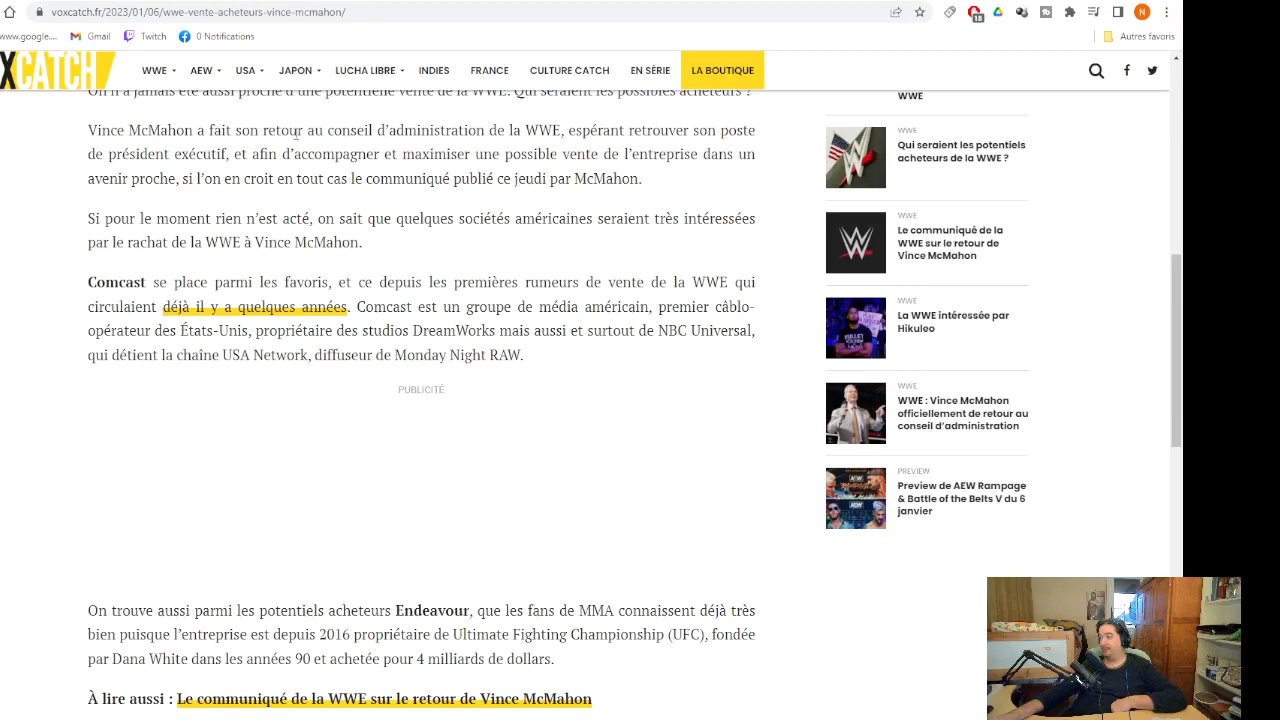 voxcatch.fr/2023/01/06/wwe-vente-acheteurs-vince-mcmahon/
18
N
www.google....
Gmail
Twitch
0 Notifications
Autres favoris
XCATCH
WWE
AEW
USA
JAPON
LUCHA LIBRE
INDIES
FRANCE
CULTURE CATCH
EN SÉRIE
LA BOUTIQUE
On n'a jamais été aussi proche d'une potentielle vente de la WWE. Qui seraient les possibles acheteurs ?
Vince McMahon a fait son retour au conseil d'administration de la WWE, espérant retrouver son poste
de président exécutif, et afin d'accompagner et maximiser une possible vente de l'entreprise dans un
avenir proche, si l'on en croit en tout cas le communiqué publié ce jeudi par McMahon.
Si pour le moment rien n'est acté, on sait que quelques sociétés américaines seraient très intéressées
par le rachat de la WWE à Vince McMahon.
Comcast se place parmi les favoris, et ce depuis les premières rumeurs de vente de la WWE qui
circulaient déjà il y a quelques années. Comcast est un groupe de média américain, premier câblo-
opérateur des États-Unis, propriétaire des studios DreamWorks mais aussi et surtout de NBC Universal,
qui détient la chaîne USA Network, diffuseur de Monday Night RAW.
PUBLICITÉ
On trouve aussi parmi les potentiels acheteurs Endeavour, que les fans de MMA connaissent déjà très
bien puisque l'entreprise est depuis 2016 propriétaire de Ultimate Fighting Championship (UFC), fondée
par Dana White dans les années 90 et achetée pour 4 milliards de dollars.
À lire aussi : Le communiqué de la WWE sur le retour de Vince McMahon
WWE
WWE
Qui seraient les potentiels
acheteurs de la WWE ?
WWE
Le communiqué de la
WWE sur le retour de
Vince McMahon
WWE
La WWE intéressée par
Hikuleo
WWE
WWE : Vince McMahon
officiellement de retour au
conseil d'administration
PREVIEW
Preview de AEW Rampage
& Battle of the Belts V du 6
janvier